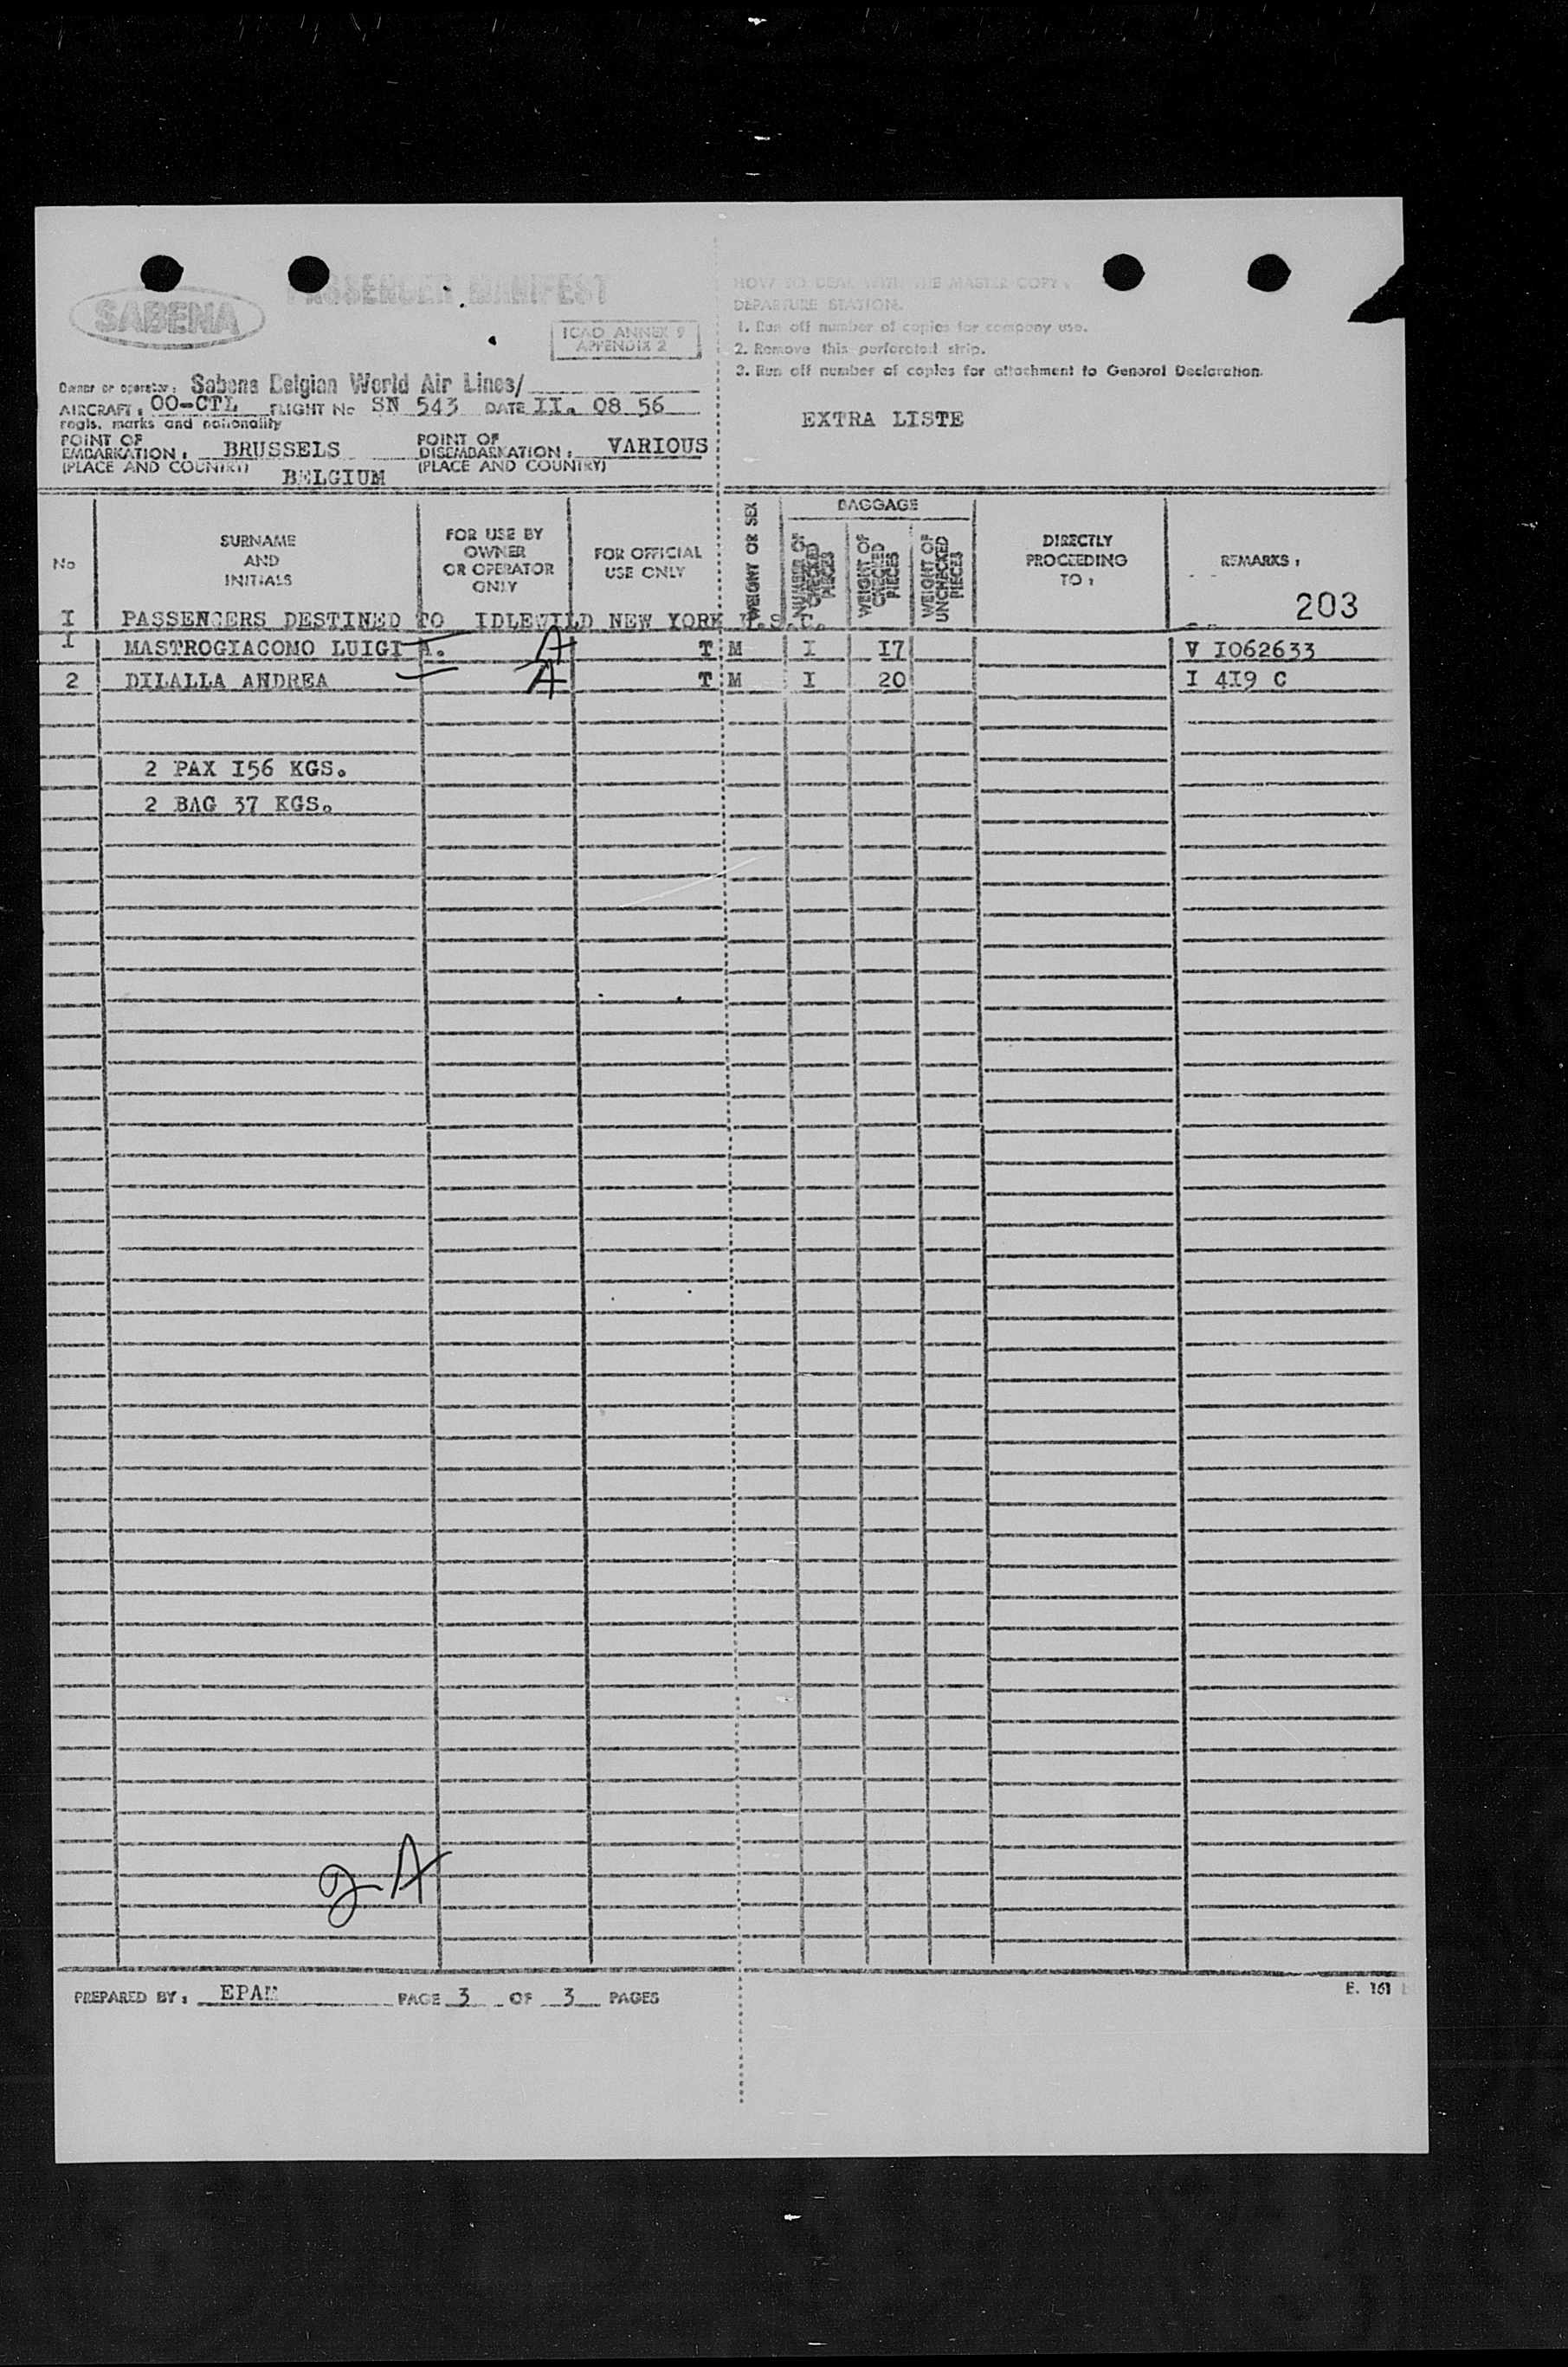 PASSENGER MANIFEST
SABENA
ICAO ANNEX 9
APPENDIX 2
HOW TO DEAL WITH THE MASTER COPY
DEPARTURE STATION.
1. Run off number of copies for company use.
2. Remove this perforated strip.
3. Run off number of copies for attachment to General Declaration.
Owner or operator: Sabena Belgian World Air Lines/
AIRCRAFT: OO-CTL FLIGHT No SN 543 DATE II. 08 56
regis. marks and nationality
EXTRA LISTE
POINT OF EMBARKATION: BRUSSELS POINT OF DISEMBARKATION: VARIOUS
(PLACE AND COUNTRY) BELGIUM (PLACE AND COUNTRY)
No SURNAME AND INITIALS FOR USE BY OWNER OR OPERATOR ONLY FOR OFFICIAL USE ONLY WEIGHT OR SEX BAGGAGE NUMBER OF CHECKED PIECES WEIGHT OF CHECKED PIECES WEIGHT OF UNCHECKED PIECES DIRECTLY PROCEEDING TO: REMARKS:
203
I PASSENGERS DESTINED TO IDLEWILD NEW YORK
1 MASTROGIACOMO LUIGI A. A T M I I7 V I062633
2 DILALLA ANDREA A T M I 20 I 4I9 C
2 PAX I56 KGS.
2 BAG 37 KGS.
2 A
PREPARED BY: PAGE 3 OF 3 PAGES
E. 161